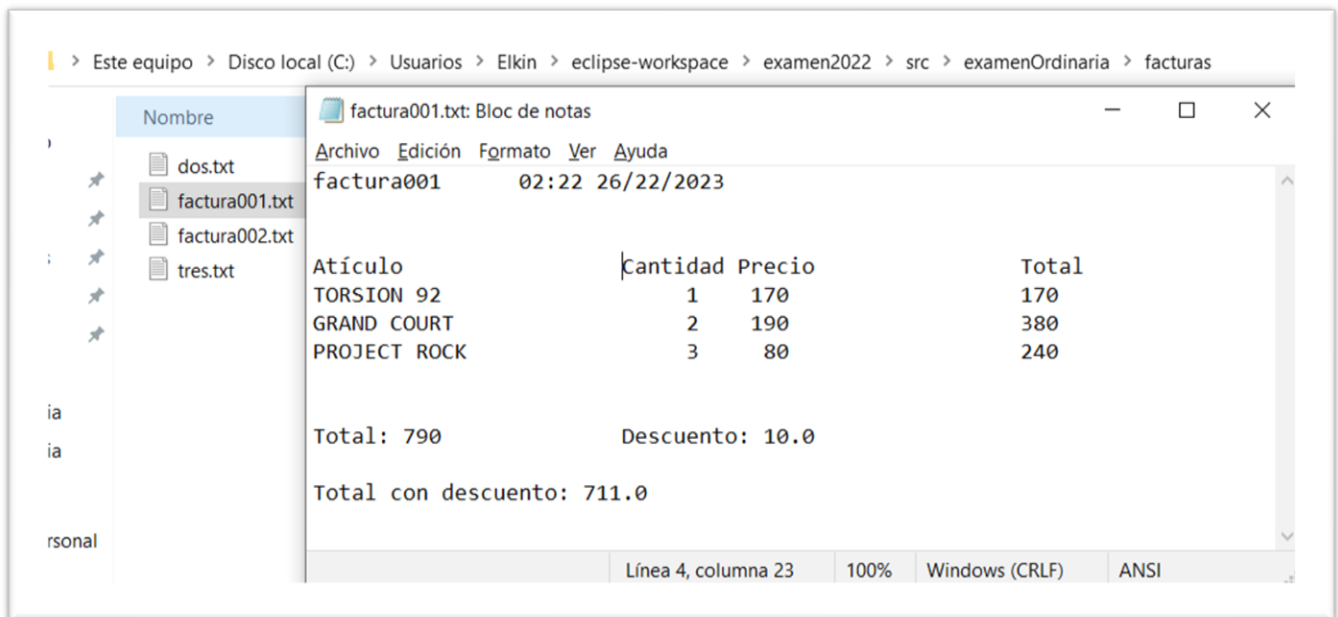 > Este equipo > Disco local (C:) > Usuarios > Elkin > eclipse-workspace > examen2022 > src > examenOrdinaria > facturas
Nombre
dos.txt
factura001.txt
factura002.txt
tres.txt
ia
ia
rsonal
factura001.txt: Bloc de notas
Archivo Edición Formato Ver Ayuda
factura001 02:22 26/22/2023
Atículo Cantidad Precio Total
TORSION 92 1 170 170
GRAND COURT 2 190 380
PROJECT ROCK 3 80 240
Total: 790 Descuento: 10.0
Total con descuento: 711.0
Línea 4, columna 23 100% Windows (CRLF) ANSI